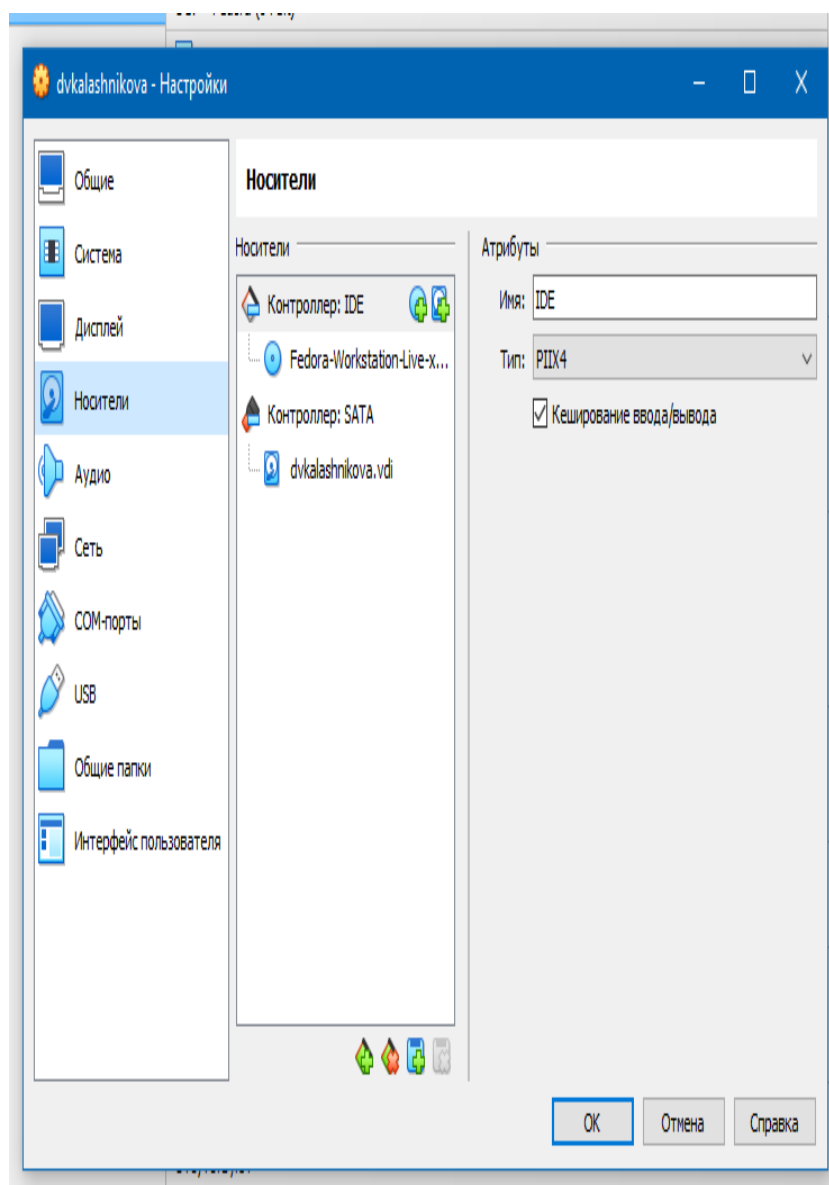 dvkalashnikova - Настройки
Общие
Система
Дисплей
Носители
Аудио
Сеть
COM-порты
USB
Общие папки
Интерфейс пользователя
Носители
Носители
Контроллер: IDE
Fedora-Workstation-Live-x...
Контроллер: SATA
dvkalashnikova.vdi
Атрибуты
Имя: IDE
Тип: PIIX4
Кеширование ввода/вывода
OK Отмена Справка